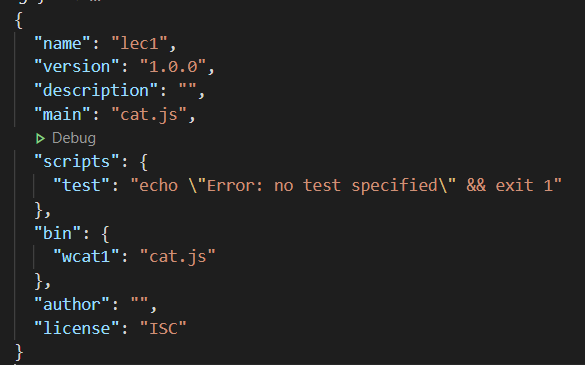 {
"name": "lec1",
"version": "1.0.0",
"description": "",
"main": "cat.js",
Debug
"scripts": {
"test": "echo \"Error: no test specified\" && exit 1"
},
"bin": {
"wcat1": "cat.js"
},
"author": "",
"license": "ISC"
}